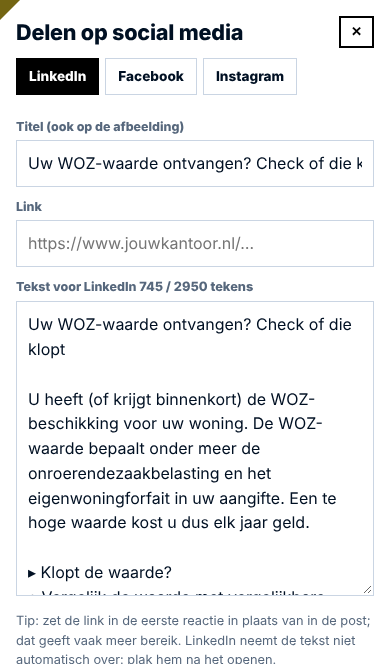 Delen op social media
×
LinkedIn
Facebook
Instagram
Titel (ook op de afbeelding)
Uw WOZ-waarde ontvangen? Check of die k
Link
https://www.jouwkantoor.nl/...
Tekst voor LinkedIn 745 / 2950 tekens
Uw WOZ-waarde ontvangen? Check of die
klopt
U heeft (of krijgt binnenkort) de WOZ-
beschikking voor uw woning. De WOZ-
waarde bepaalt onder meer de
onroerendezaakbelasting en het
eigenwoningforfait in uw aangifte. Een te
hoge waarde kost u dus elk jaar geld.
▸ Klopt de waarde?
Tip: zet de link in de eerste reactie in plaats van in de post;
dat geeft vaak meer bereik. LinkedIn neemt de tekst niet
automatisch over: plak hem na het openen.